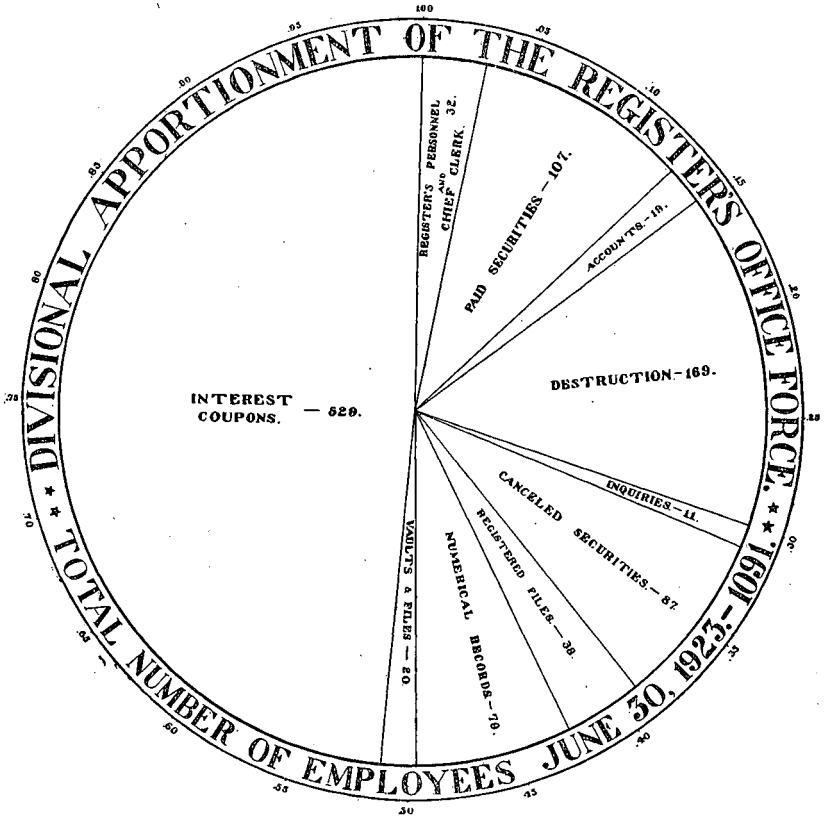 DIVISIONAL APPORTIONMENT OF THE REGISTER'S OFFICE FORCE.
TOTAL NUMBER OF EMPLOYEES JUNE 30, 1923.-1091.
.100
.05
.10
.15
.20
.25
.30
.35
.40
.45
.50
.55
.60
.65
.70
.75
80
.85
.90
.95
REGISTER'S PERSONNEL
AND
CHIEF CLERK. 32.
PAID SECURITIES.—107.
ACCOUNTS.—19.
DESTRUCTION.—169.
INQUIRIES.—11.
CANCELED SECURITIES.—87.
REGISTERED FILES.—38.
NUMERICAL RECORDS.—79.
VAULTS & FILES—20.
INTEREST
COUPONS. — 529.